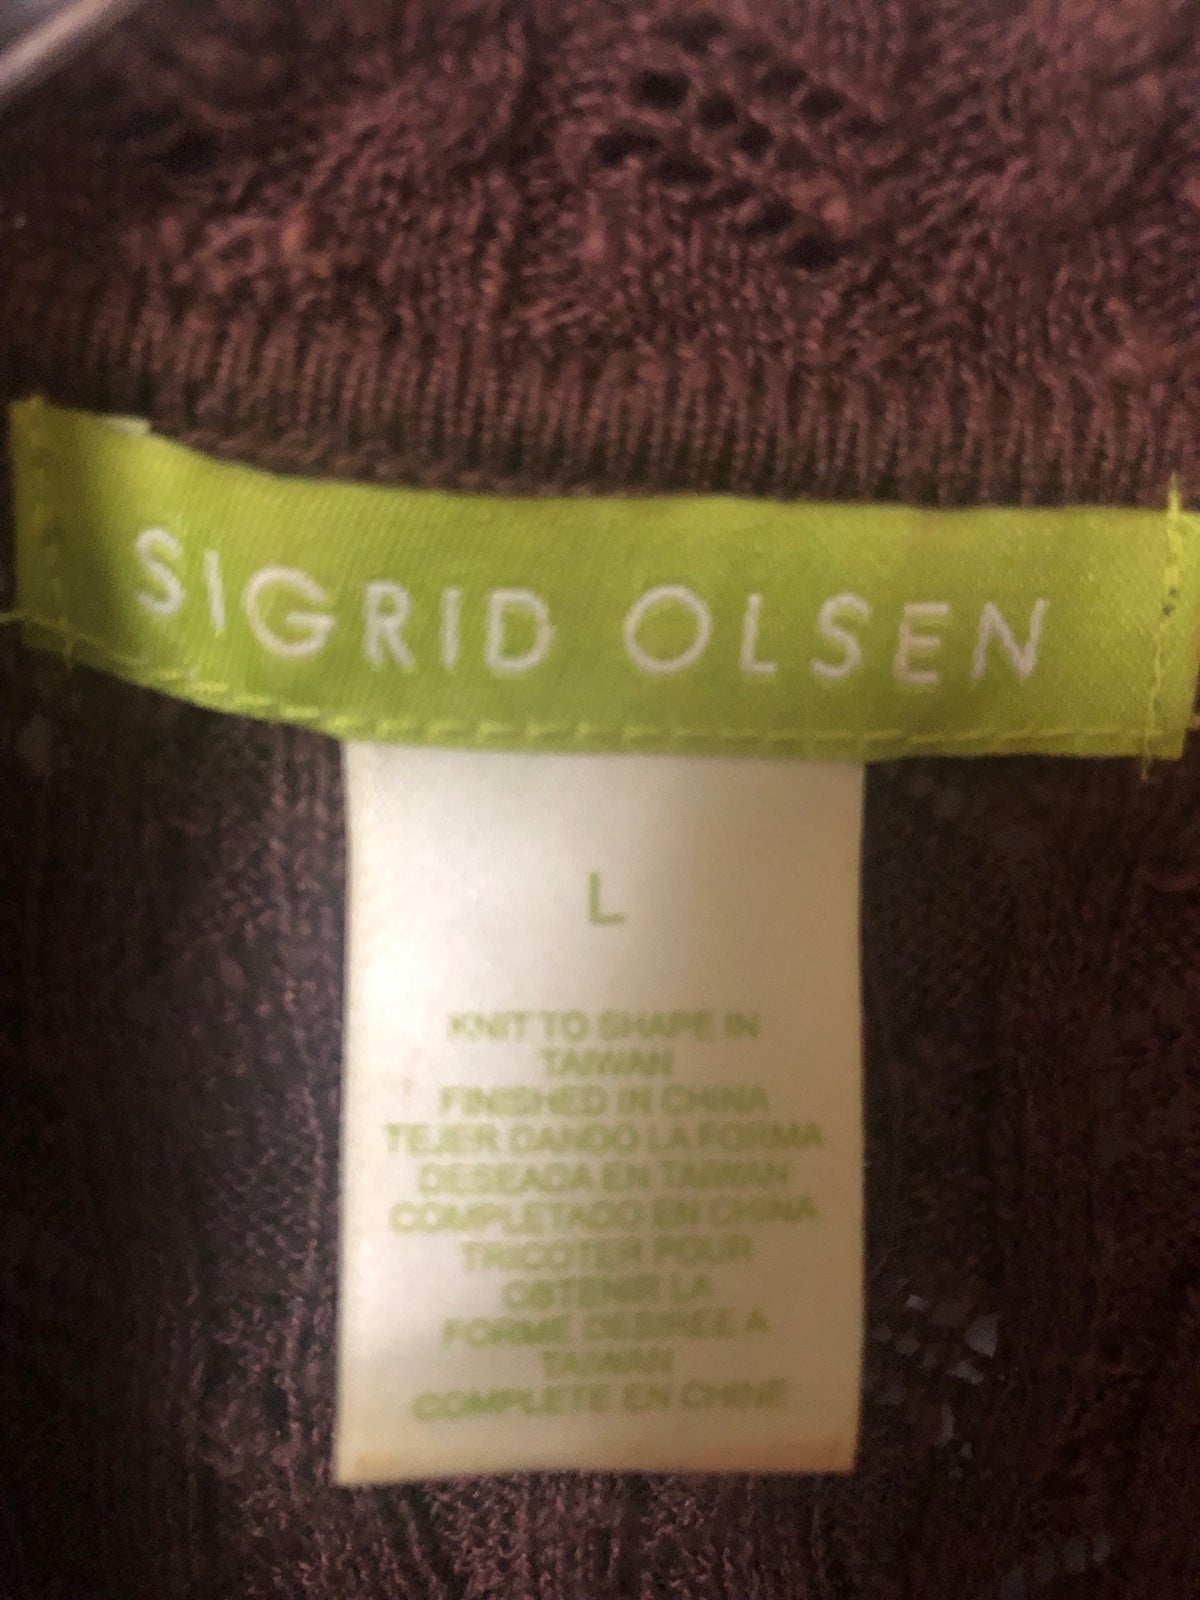 SIGRID OLSEN
L
KNIT TO SHAPE IN
TAIWAN
FINISHED IN CHINA
TEJER DANDO LA FORMA
DESEADA EN TAIWAN
COMPLETADO EN CHINA
TRICOTER POUR
OBTENIR LA
FORME DESIREE A
TAIWAN
COMPLETE EN CHINE